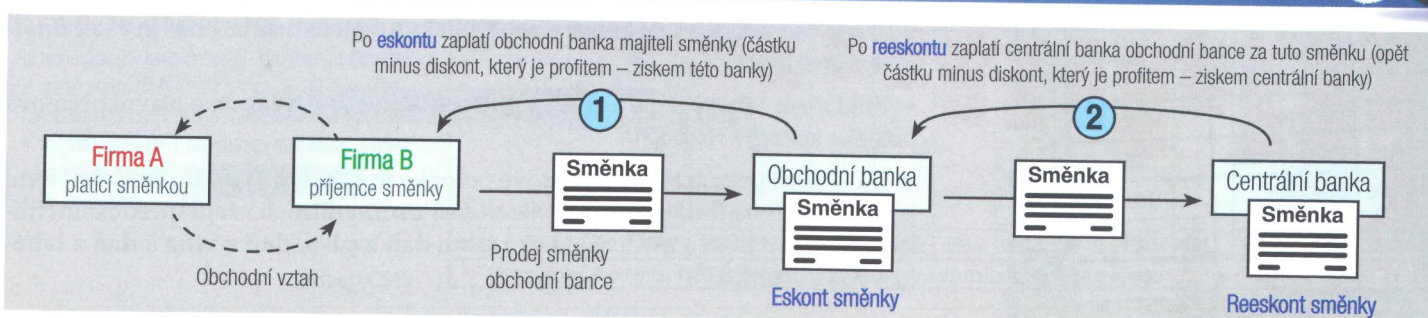 Po eskontu zaplatí obchodní banka majiteli směnky (částku
minus diskont, který je profitem – ziskem této banky)
Po reeskontu zaplatí centrální banka obchodní bance za tuto směnku (opět
částku minus diskont, který je profitem – ziskem centrální banky)
1
2
Firma A
platící směnkou
Firma B
příjemce směnky
Směnka
Obchodní banka
Směnka
Směnka
Centrální banka
Směnka
Obchodní vztah
Prodej směnky
obchodní bance
Eskont směnky
Reeskont směnky